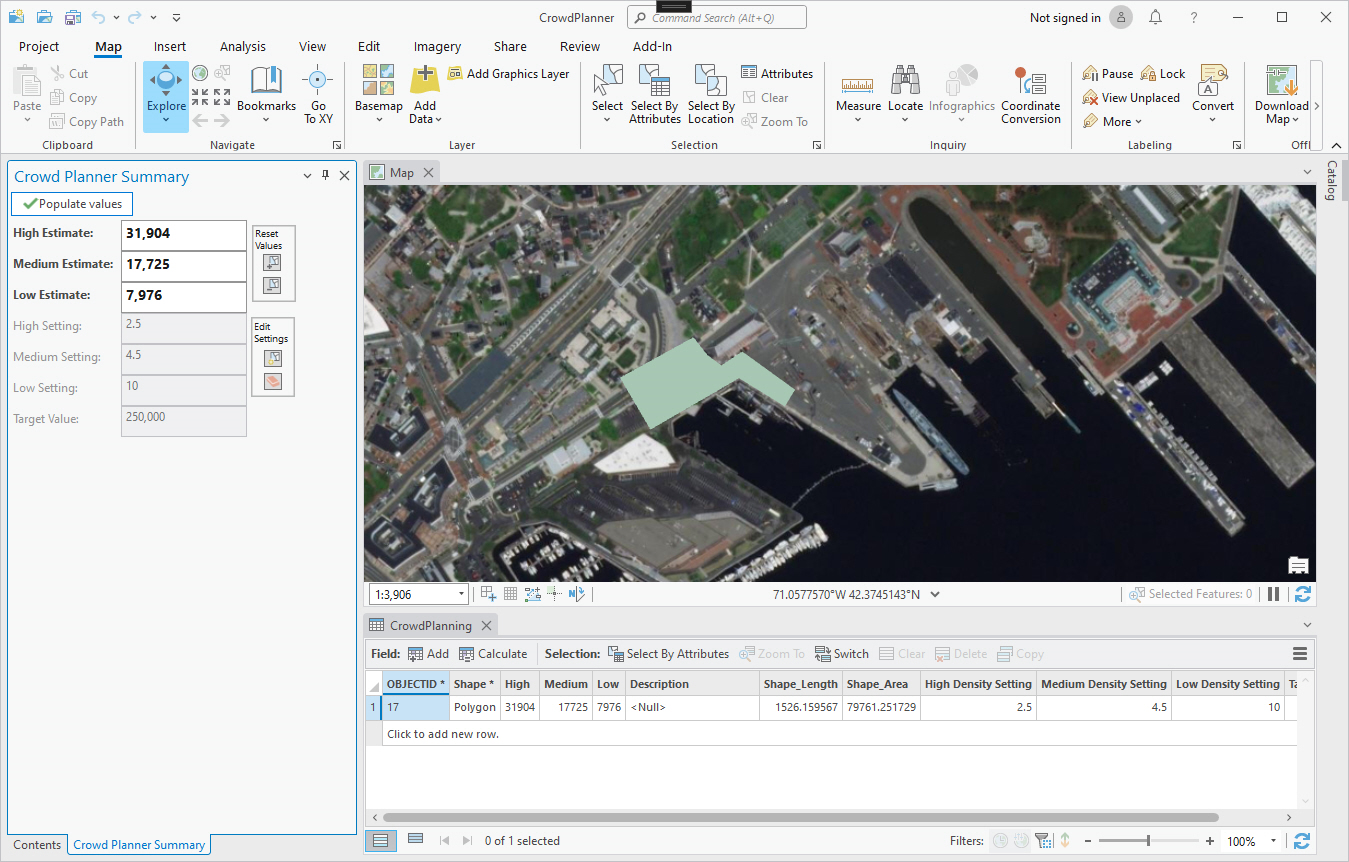 CrowdPlanner
Command Search (Alt+Q)
Not signed in
?
Project
Map
Insert
Analysis
View
Edit
Imagery
Share
Review
Add-In
Paste
Cut
Copy
Copy Path
Clipboard
Explore
Bookmarks
Go To XY
Navigate
Basemap
Add Data
Add Graphics Layer
Layer
Select
Select By Attributes
Select By Location
Attributes
Clear
Zoom To
Selection
Measure
Locate
Infographics
Coordinate Conversion
Inquiry
Pause
Lock
View Unplaced
More
Convert
Labeling
Download Map
Offl
Crowd Planner Summary
Populate values
High Estimate: 31,904
Medium Estimate: 17,725
Low Estimate: 7,976
High Setting: 2.5
Medium Setting: 4.5
Low Setting: 10
Target Value: 250,000
Reset
Values
Edit
Settings
Map
Catalog
1:3,906
71.0577570°W 42.3745143°N
Selected Features: 0
CrowdPlanning
Field: Add Calculate Selection: Select By Attributes Zoom To Switch Clear Delete Copy
OBJECTID * Shape * High Medium Low Description Shape_Length Shape_Area High Density Setting Medium Density Setting Low Density Setting Ta
1 17 Polygon 31904 17725 7976 <Null> 1526.159567 79761.251729 2.5 4.5 10
Click to add new row.
0 of 1 selected
Filters:
100%
Contents
Crowd Planner Summary